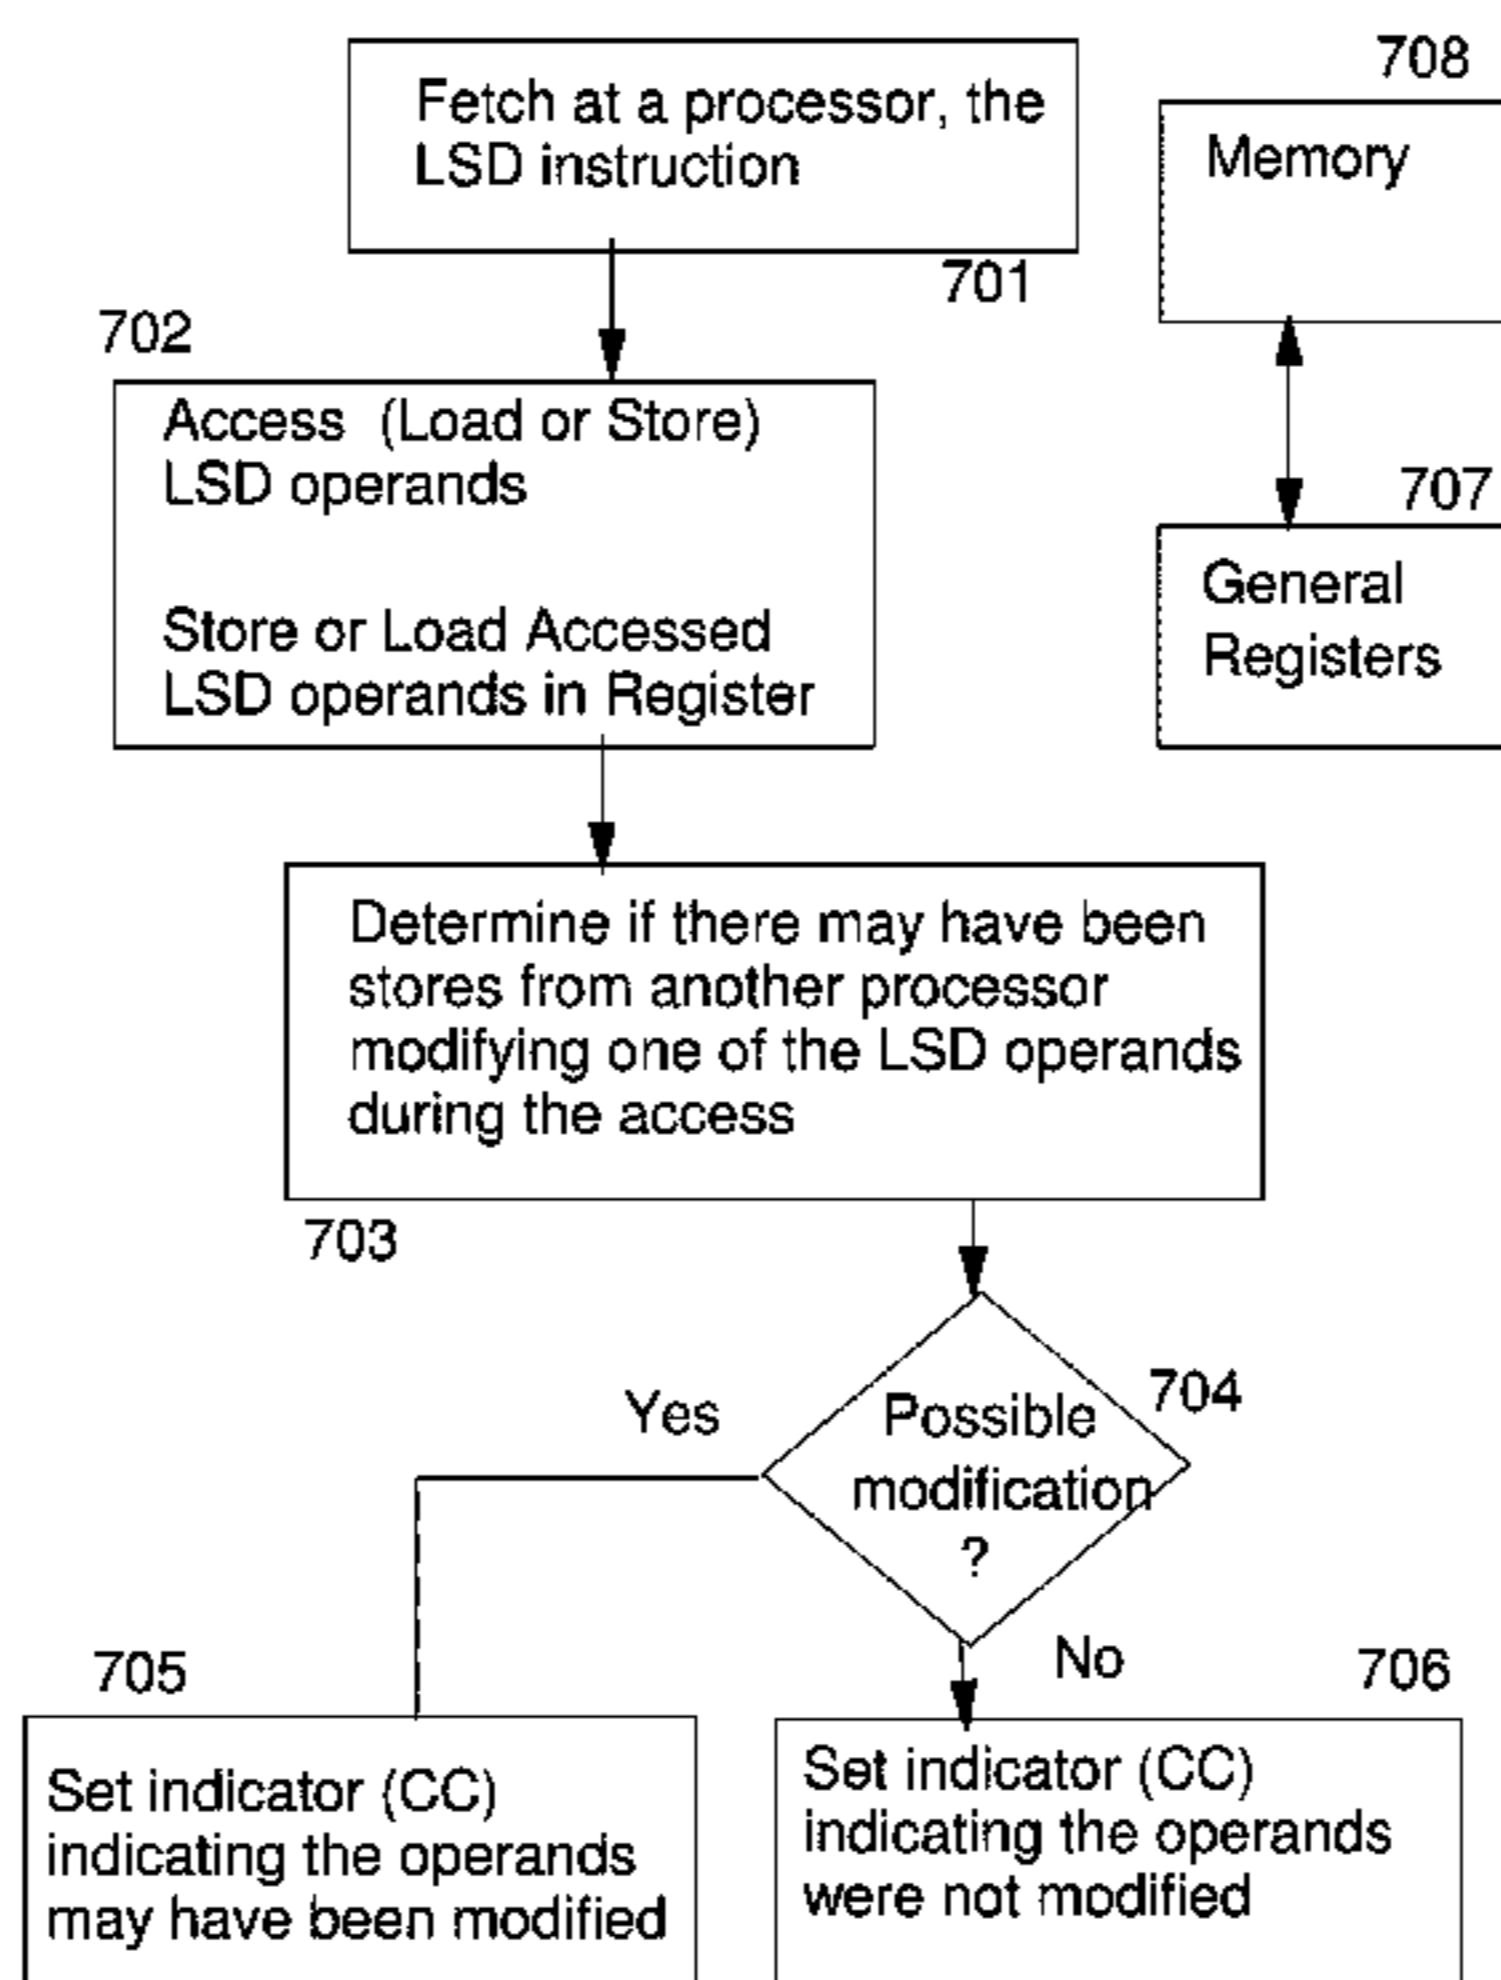 Fetch at a processor, the
LSD instruction
701
708
Memory
702
Access (Load or Store)
LSD operands
Store or Load Accessed
LSD operands in Register
707
General
Registers
Determine if there may have been
stores from another processor
modifying one of the LSD operands
during the access
703
704
Possible
modification
?
Yes
No
705
Set indicator (CC)
indicating the operands
may have been modified
706
Set indicator (CC)
indicating the operands
were not modified